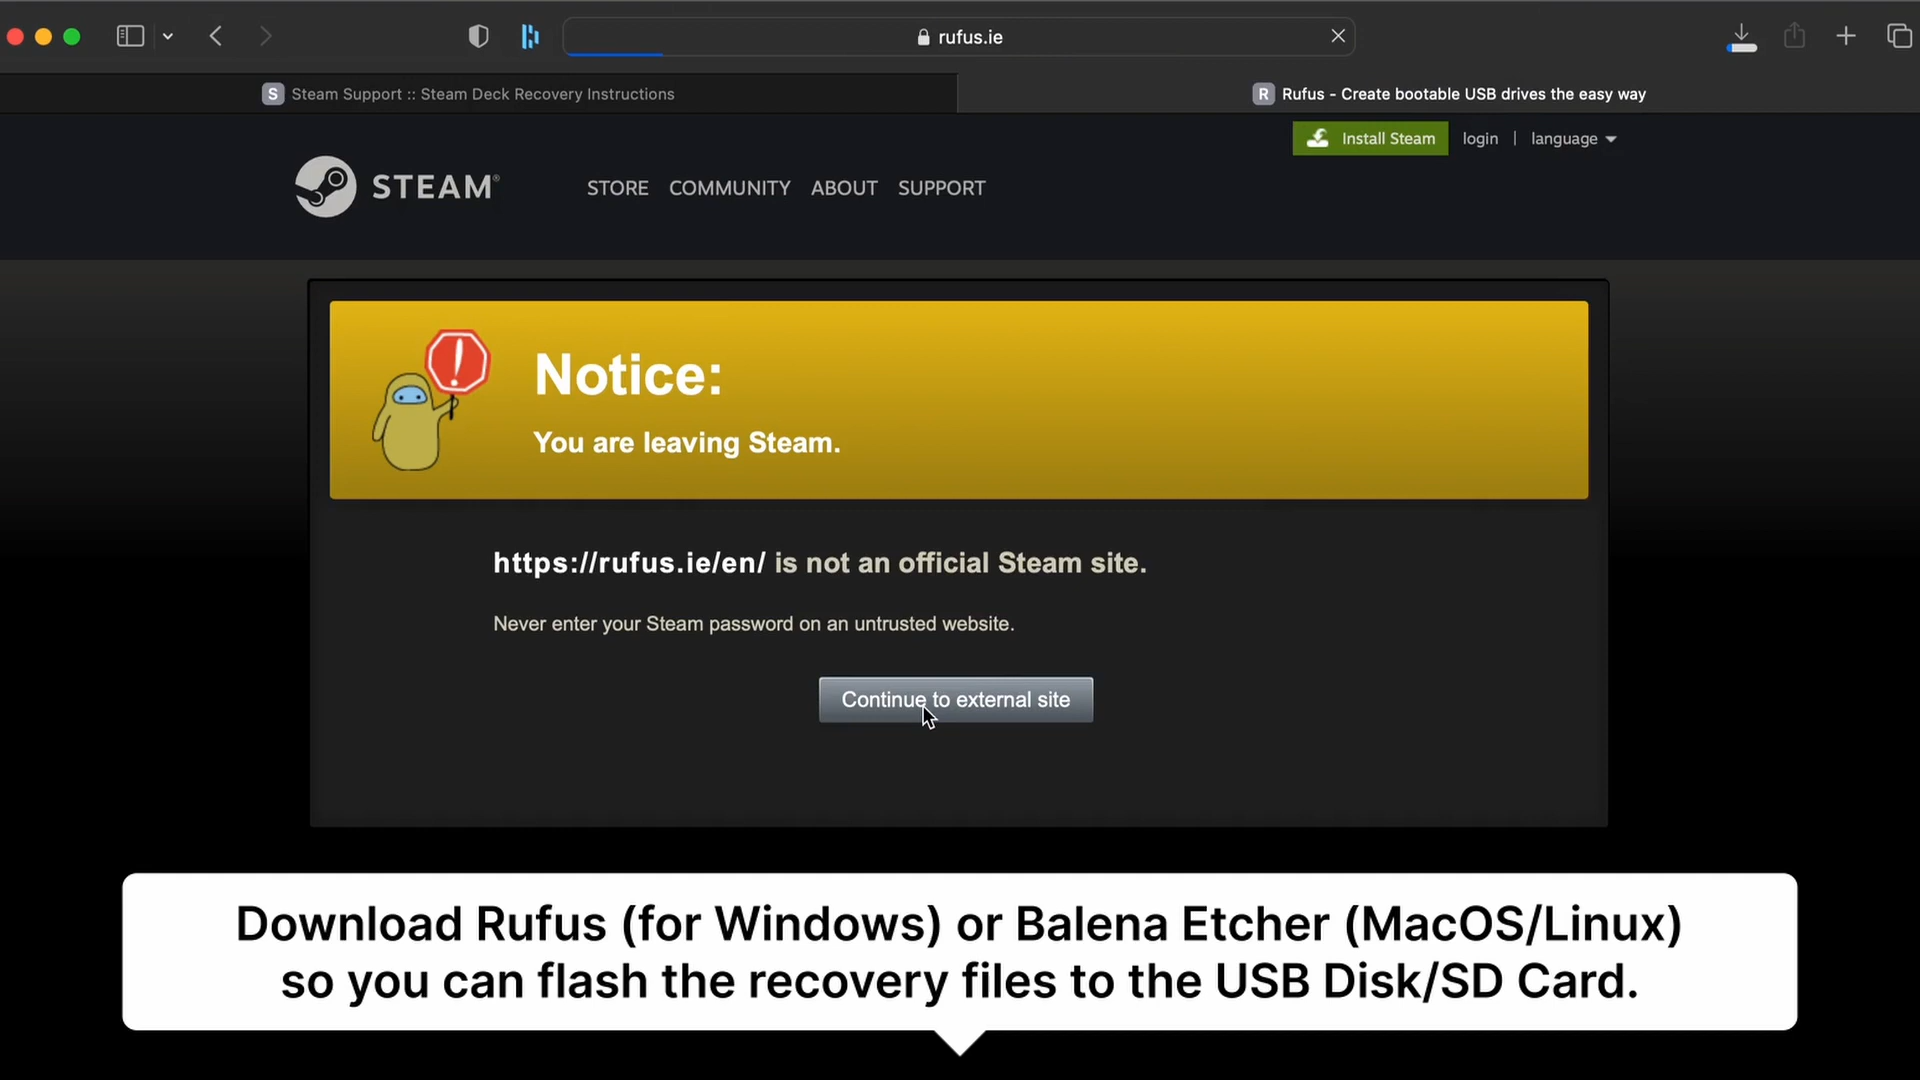 rufus.ie
S Steam Support :: Steam Deck Recovery Instructions
R Rufus - Create bootable USB drives the easy way
Install Steam login | language
STEAM® STORE COMMUNITY ABOUT SUPPORT
!
Notice:
You are leaving Steam.
https://rufus.ie/en/ is not an official Steam site.
Never enter your Steam password on an untrusted website.
Continue to external site
Download Rufus (for Windows) or Balena Etcher (MacOS/Linux)
so you can flash the recovery files to the USB Disk/SD Card.